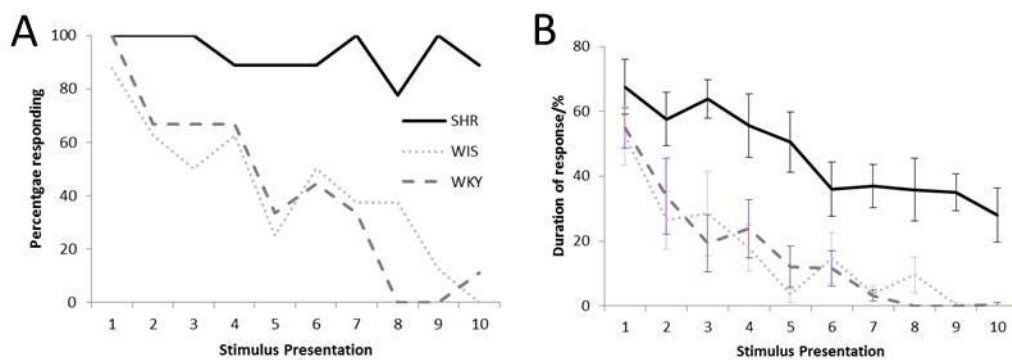 A
Percentgae responding
100
80
60
40
20
0
SHR
WIS
WKY
1 2 3 4 5 6 7 8 9 10
Stimulus Presentation
B
Duration of response/%
80
60
40
20
0
1 2 3 4 5 6 7 8 9 10
Stimulus Presentation